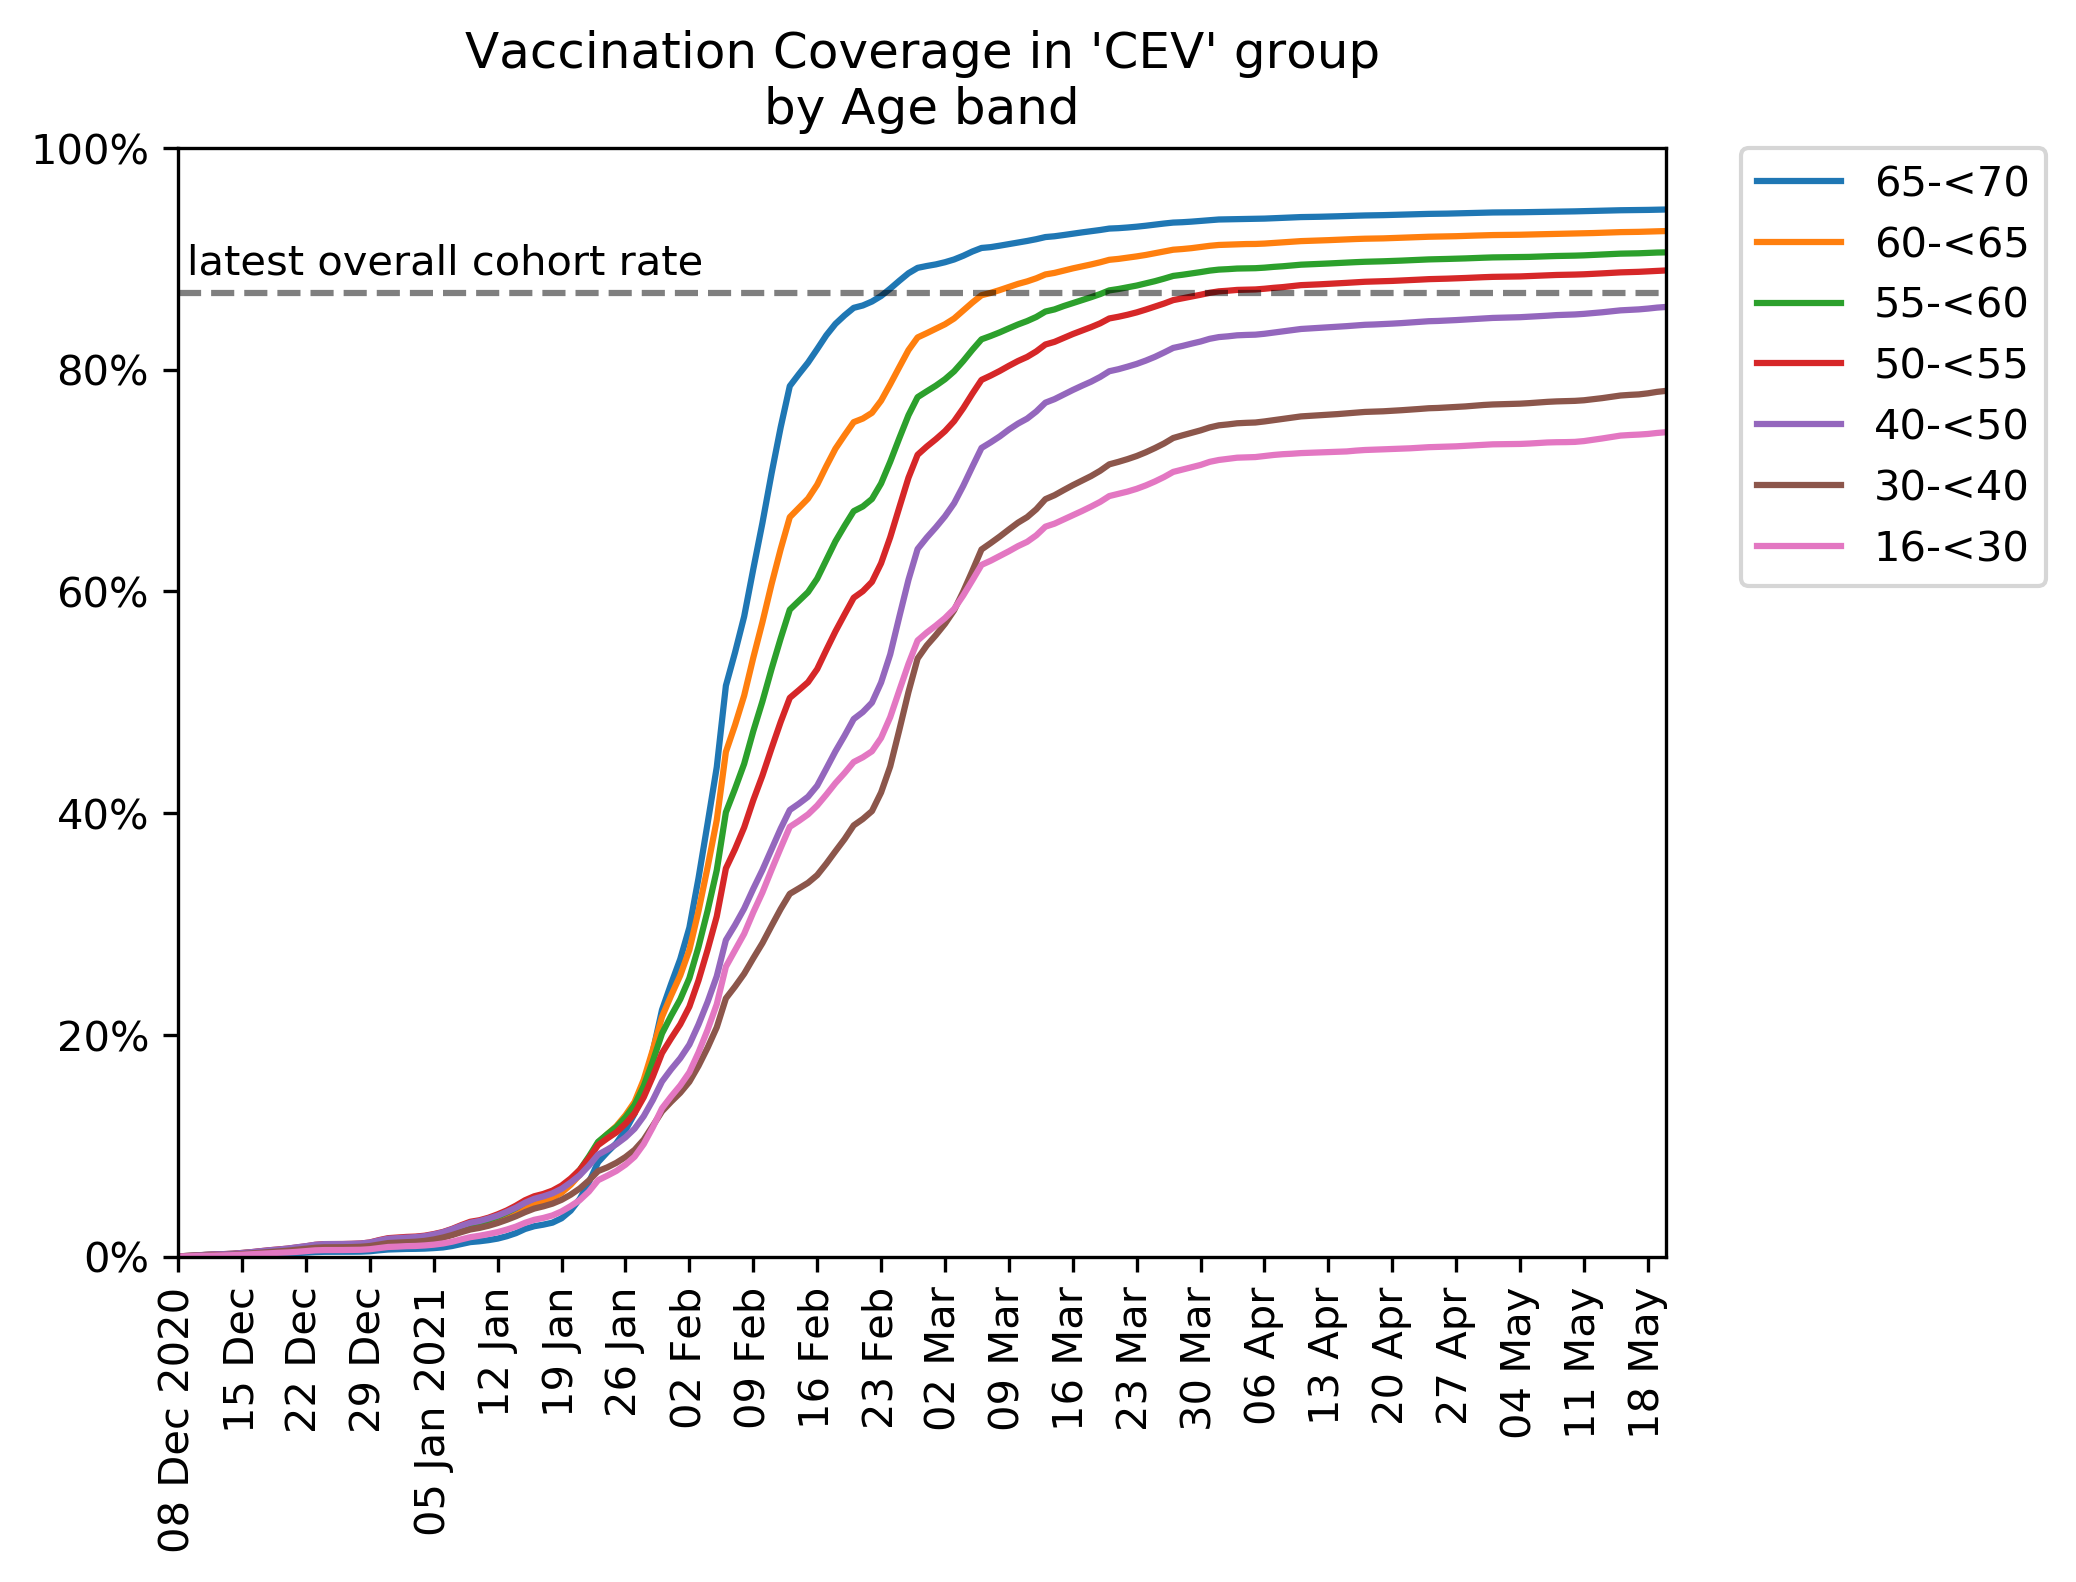 Vaccination Coverage in 'CEV' group
by Age band
100%
80%
60%
40%
20%
0%
latest overall cohort rate
65-<70
60-<65
55-<60
50-<55
40-<50
30-<40
16-<30
08 Dec 2020
15 Dec
22 Dec
29 Dec
05 Jan 2021
12 Jan
19 Jan
26 Jan
02 Feb
09 Feb
16 Feb
23 Feb
02 Mar
09 Mar
16 Mar
23 Mar
30 Mar
06 Apr
13 Apr
20 Apr
27 Apr
04 May
11 May
18 May